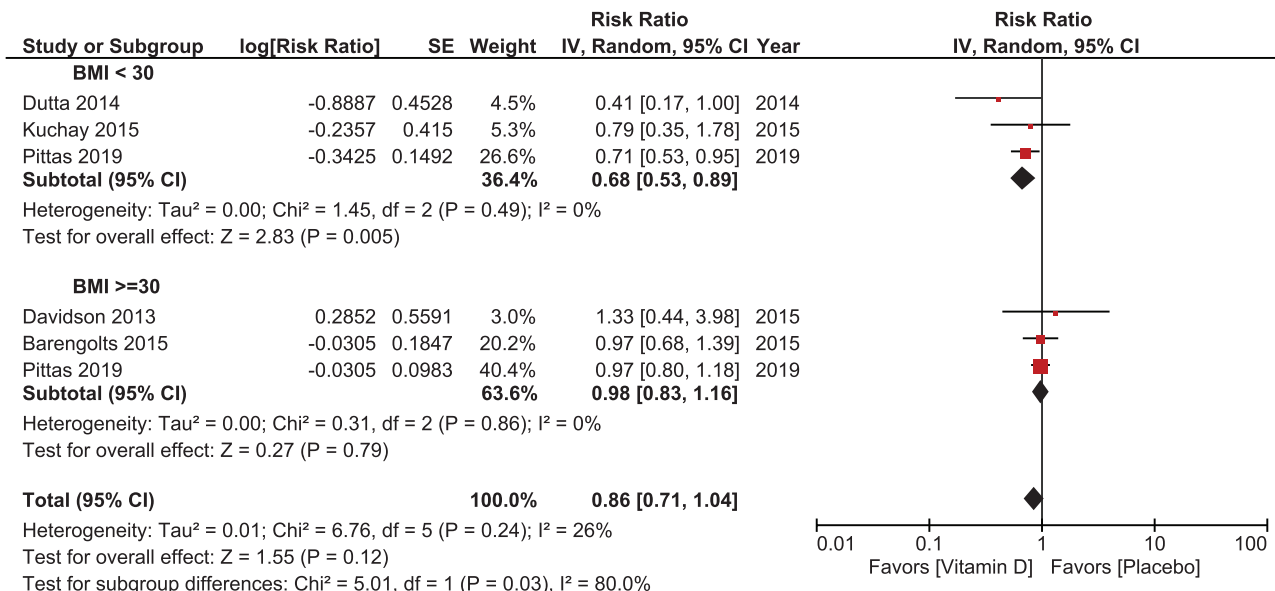 Risk Ratio Risk Ratio
Study or Subgroup log[Risk Ratio] SE Weight IV, Random, 95% CI Year IV, Random, 95% CI
BMI < 30
Dutta 2014 -0.8887 0.4528 4.5% 0.41 [0.17, 1.00] 2014
Kuchay 2015 -0.2357 0.415 5.3% 0.79 [0.35, 1.78] 2015
Pittas 2019 -0.3425 0.1492 26.6% 0.71 [0.53, 0.95] 2019
Subtotal (95% CI) 36.4% 0.68 [0.53, 0.89]
Heterogeneity: Tau² = 0.00; Chi² = 1.45, df = 2 (P = 0.49); I² = 0%
Test for overall effect: Z = 2.83 (P = 0.005)
BMI >=30
Davidson 2013 0.2852 0.5591 3.0% 1.33 [0.44, 3.98] 2015
Barengolts 2015 -0.0305 0.1847 20.2% 0.97 [0.68, 1.39] 2015
Pittas 2019 -0.0305 0.0983 40.4% 0.97 [0.80, 1.18] 2019
Subtotal (95% CI) 63.6% 0.98 [0.83, 1.16]
Heterogeneity: Tau² = 0.00; Chi² = 0.31, df = 2 (P = 0.86); I² = 0%
Test for overall effect: Z = 0.27 (P = 0.79)
Total (95% CI) 100.0% 0.86 [0.71, 1.04]
Heterogeneity: Tau² = 0.01; Chi² = 6.76, df = 5 (P = 0.24); I² = 26%
Test for overall effect: Z = 1.55 (P = 0.12)
Test for subgroup differences: Chi² = 5.01, df = 1 (P = 0.03), I² = 80.0%
0.01 0.1 1 10 100
Favors [Vitamin D] Favors [Placebo]